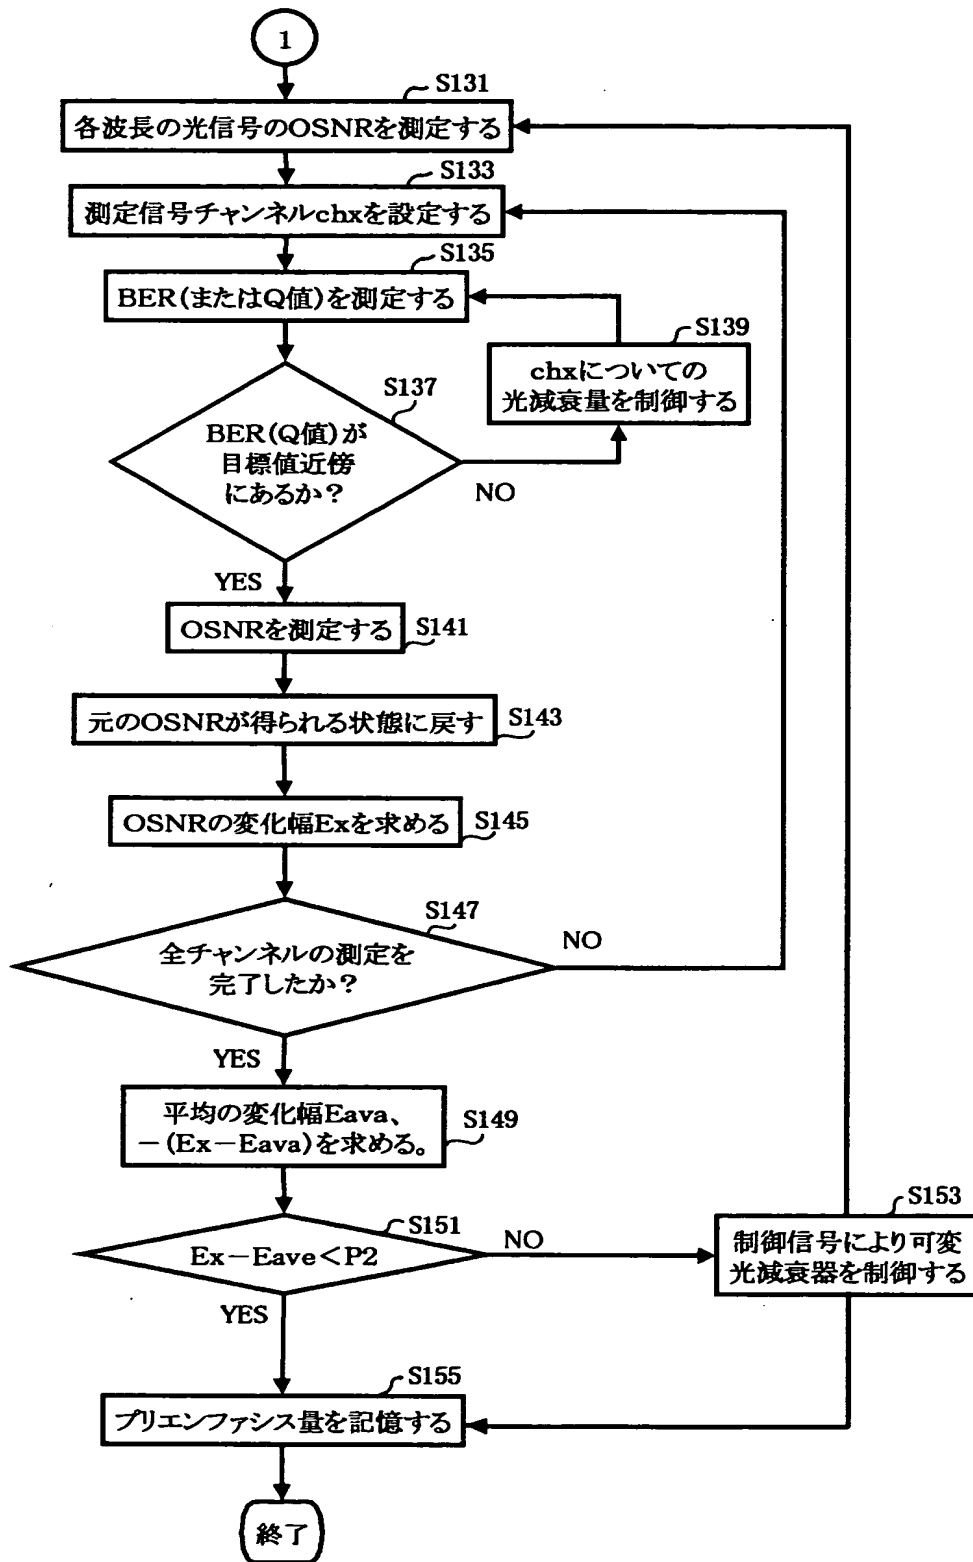 1
S131
各波長の光信号のOSNRを測定する
S133
測定信号チャンネルchxを設定する
S135
BER(またはQ値)を測定する
S139
chxについての
光減衰量を制御する
S137
BER(Q値)が
目標値近傍
にあるか？
NO
YES
OSNRを測定する
S141
元のOSNRが得られる状態に戻す
S143
OSNRの変化幅Exを求める
S145
S147
全チャンネルの測定を
完了したか？
NO
YES
平均の変化幅Eava、
−(Ex−Eava)を求める。
S149
S151
Ex−Eave＜P2
NO
YES
S153
制御信号により可変
光減衰器を制御する
S155
プリエンファシス量を記憶する
終了